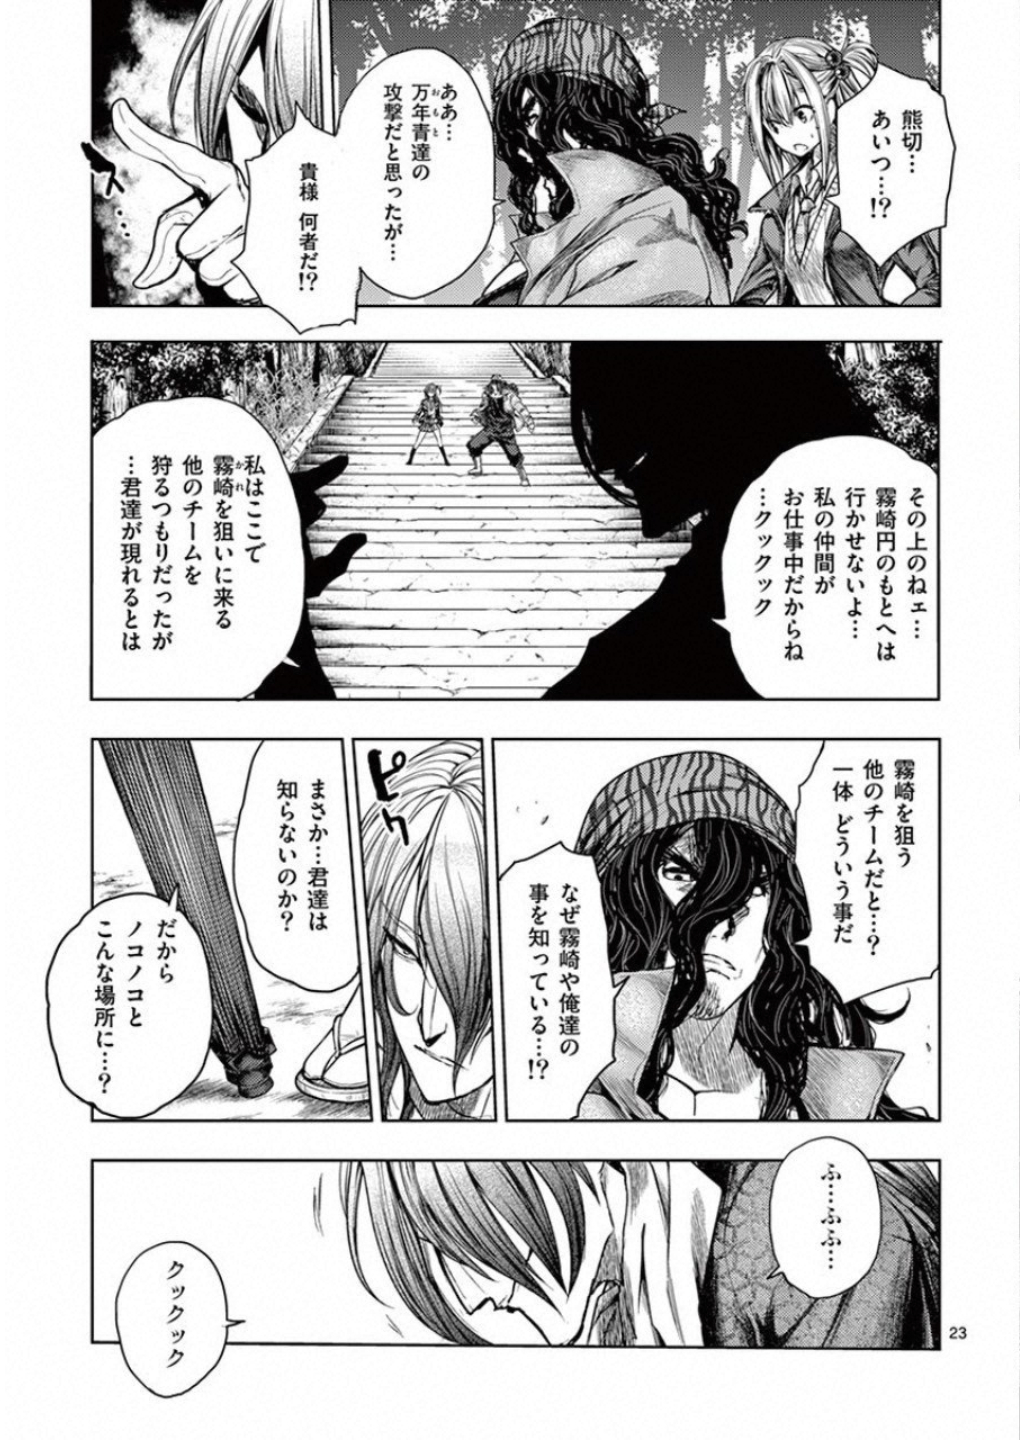 熊切…
あいつ…!?
ああ…
万年青達の
おもと
攻撃だと思ったが…
貴様 何者だ!?
その上のねェ…
霧崎円のもとへは
行かせないよ…
私の仲間が
お仕事中だからね
…クックック
私はここで
霧崎を狙いに来る
かれ
他のチームを
狩るつもりだったが
…君達が現れるとは
霧崎を狙う
他のチームだと…?
一体 どういう事だ
なぜ霧崎や俺達の
事を知っている…!?
ピクッ
まさか…君達は
知らないのか?
だから
ノコノコと
こんな場所に…?
ふ…ふふ…
クックック
23